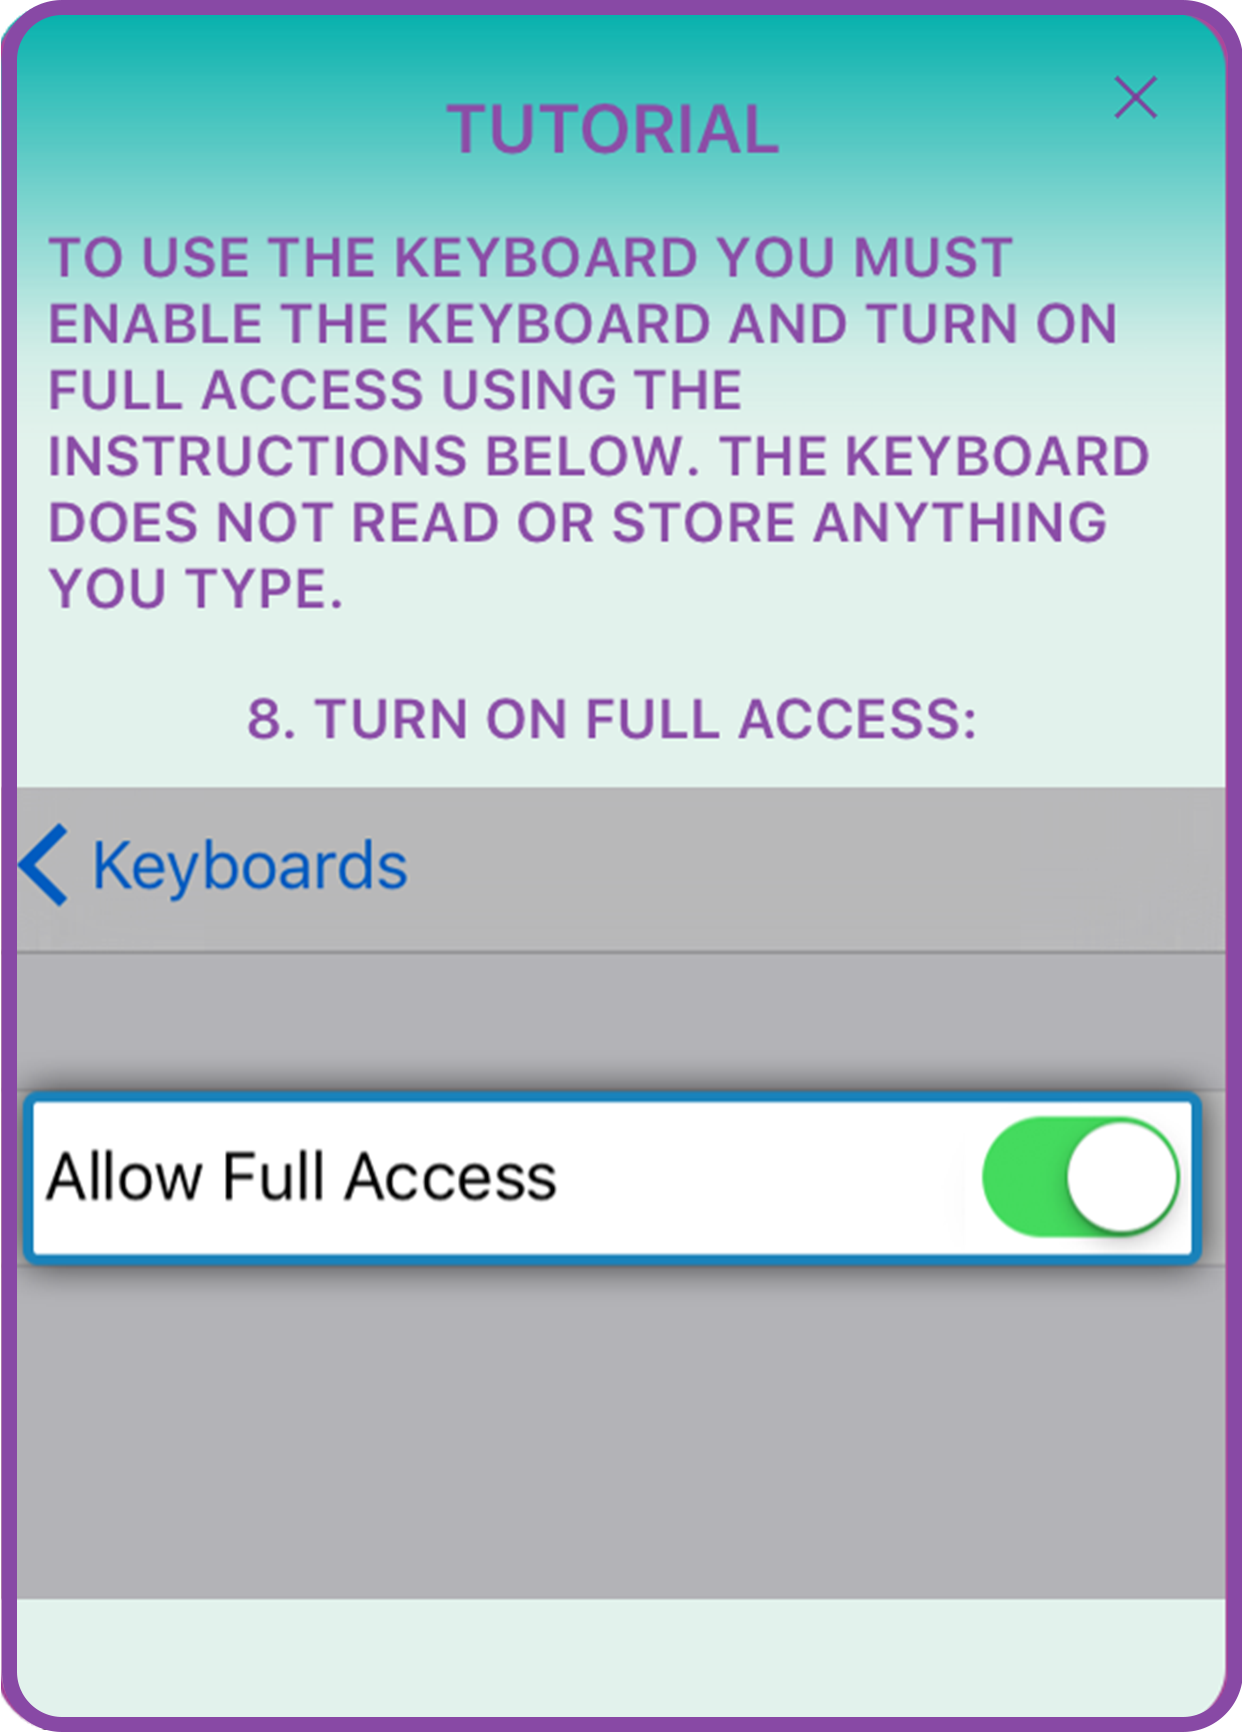 TUTORIAL
TO USE THE KEYBOARD YOU MUST
ENABLE THE KEYBOARD AND TURN ON
FULL ACCESS USING THE
INSTRUCTIONS BELOW. THE KEYBOARD
DOES NOT READ OR STORE ANYTHING
YOU TYPE.
8. TURN ON FULL ACCESS:
Keyboards
Allow Full Access